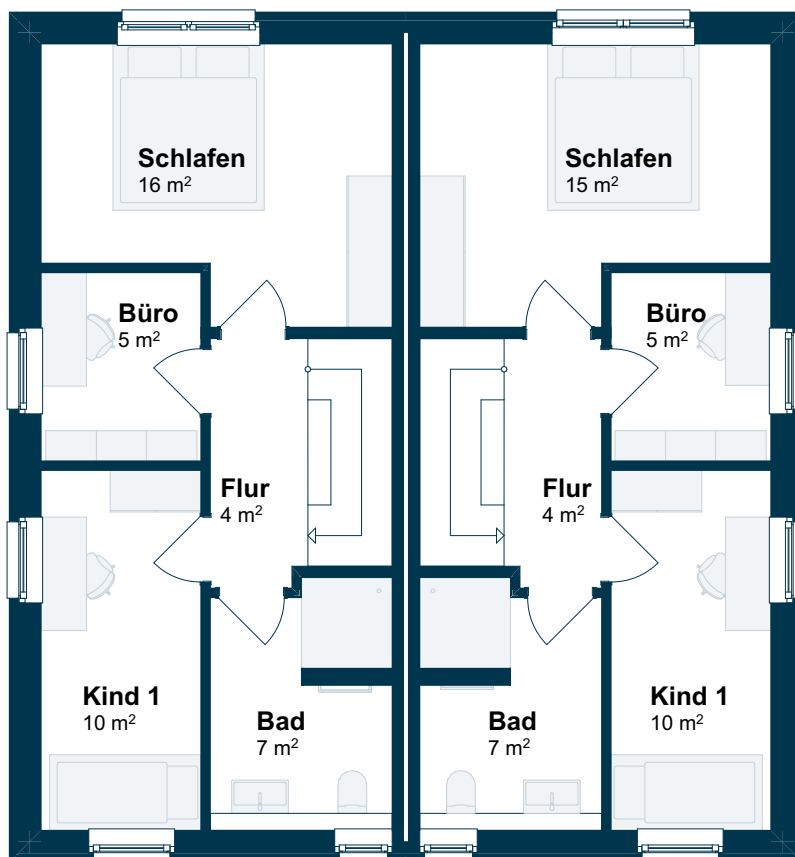 Schlafen
16 m²
Schlafen
15 m²
Büro
5 m²
Büro
5 m²
Flur
4 m²
Flur
4 m²
Kind 1
10 m²
Bad
7 m²
Bad
7 m²
Kind 1
10 m²